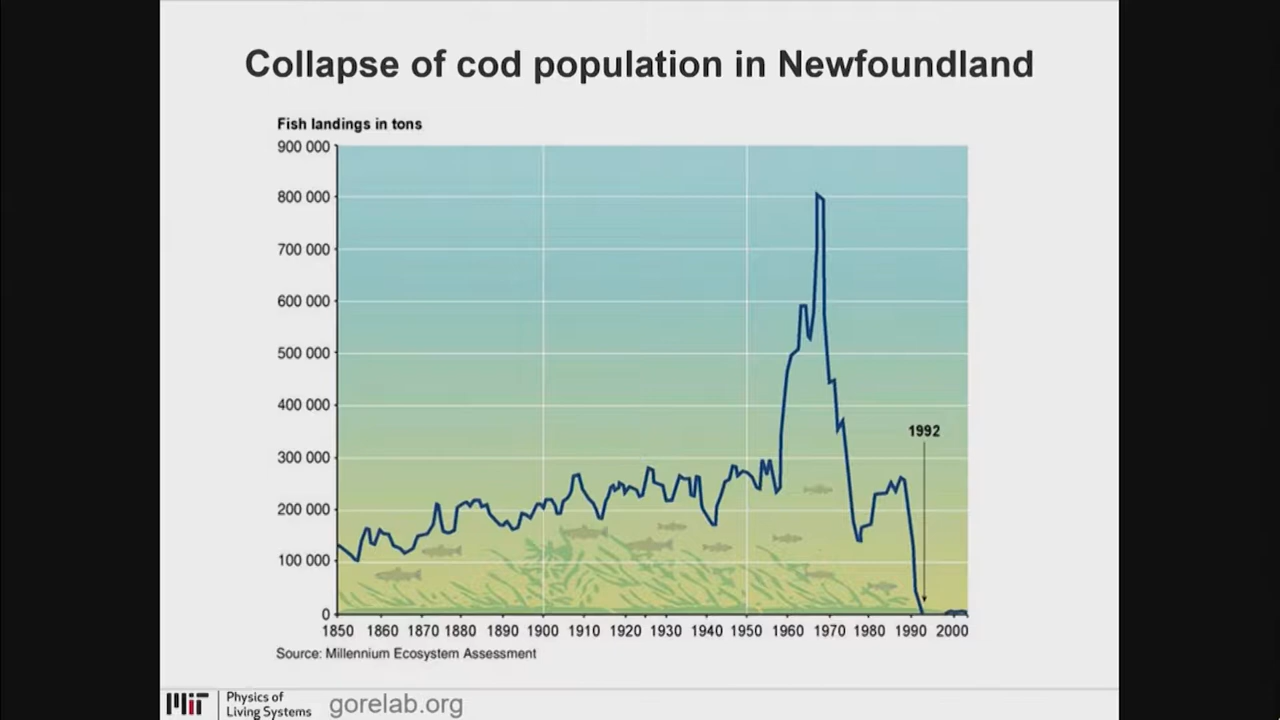 Collapse of cod population in Newfoundland
Fish landings in tons
900 000
800 000
700 000
600 000
500 000
400 000
300 000
200 000
100 000
0
1992
1850 1860 1870 1880 1890 1900 1910 1920 1930 1940 1950 1960 1970 1980 1990 2000
Source: Millennium Ecosystem Assessment
MIT
Physics of
Living Systems
gorelab.org